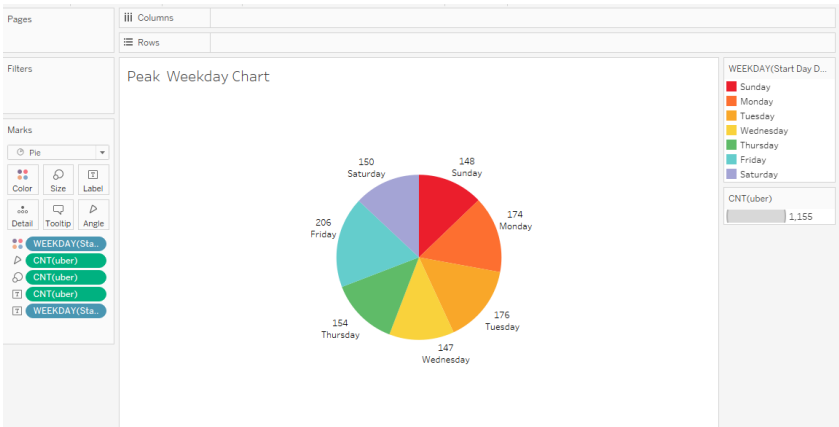 Pages
iii Columns
Rows
Filters
Marks
Pie
Color
Size
Label
Detail
Tooltip
Angle
WEEKDAY(Sta..
CNT(uber)
CNT(uber)
CNT(uber)
WEEKDAY(Sta..
Peak Weekday Chart
148
Sunday
174
Monday
176
Tuesday
147
Wednesday
154
Thursday
206
Friday
150
Saturday
WEEKDAY(Start Day D...
Sunday
Monday
Tuesday
Wednesday
Thursday
Friday
Saturday
CNT(uber)
1,155